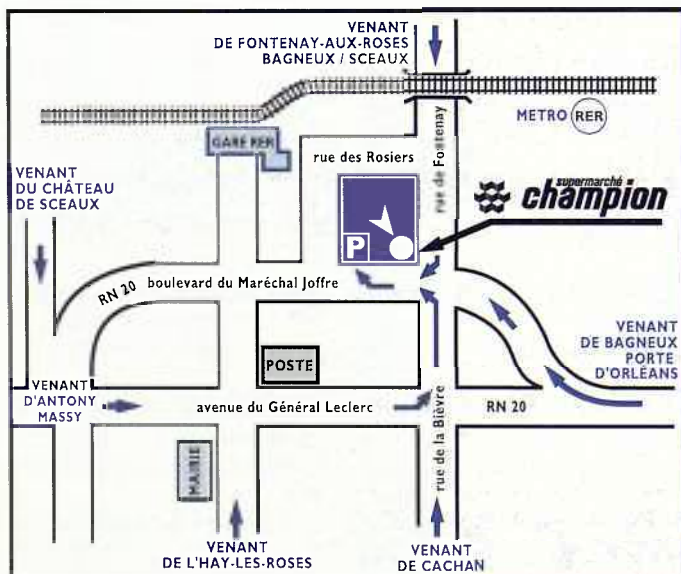 VENANT
DE FONTENAY-AUX-ROSES
BAGNEUX / SCEAUX
METRO RER
GARE RER
rue des Rosiers
rue de Fontenay
VENANT
DU CHÂTEAU
DE SCEAUX
supermarché
champion
P
RN 20
boulevard du Maréchal Joffre
VENANT
DE BAGNEUX
PORTE
D'ORLÉANS
POSTE
VENANT
D'ANTONY
MASSY
avenue du Général Leclerc
RN 20
rue de la Bièvre
MAIRIE
VENANT
DE L'HAY-LES-ROSES
VENANT
DE CACHAN